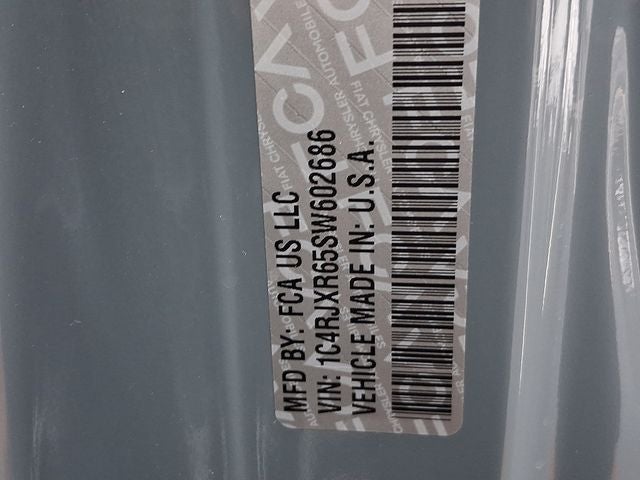 MFD BY: FCA US LLC
VIN: 1C4RJXR65SW602686
VEHICLE MADE IN: U.S.A.